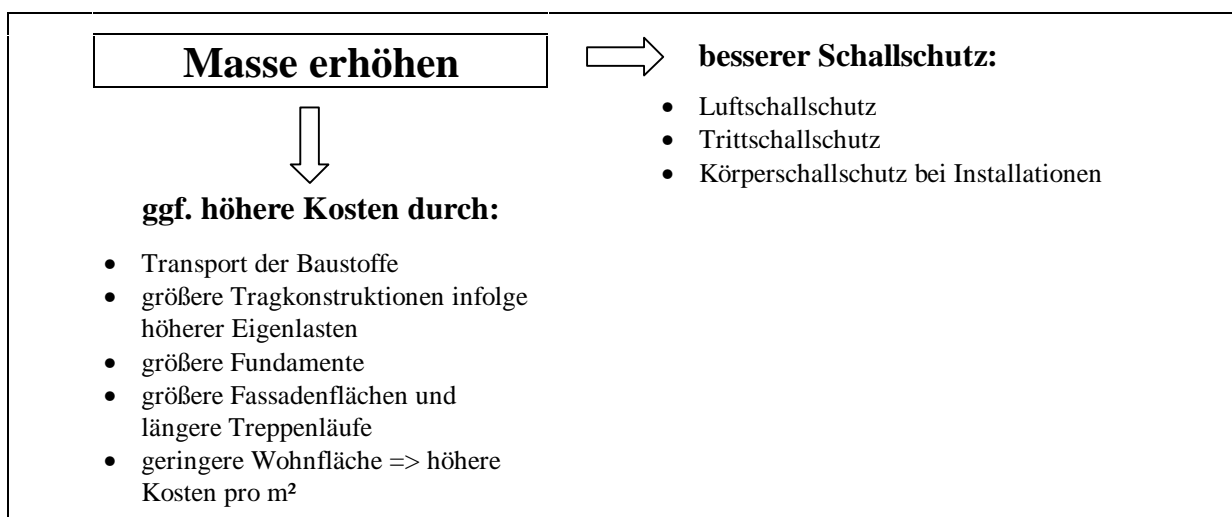 Masse erhöhen
ggf. höhere Kosten durch:
• Transport der Baustoffe
• größere Tragkonstruktionen infolge
höherer Eigenlasten
• größere Fundamente
• größere Fassadenflächen und
längere Treppenläufe
• geringere Wohnfläche => höhere
Kosten pro m²
besserer Schallschutz:
• Luftschallschutz
• Trittschallschutz
• Körperschallschutz bei Installationen